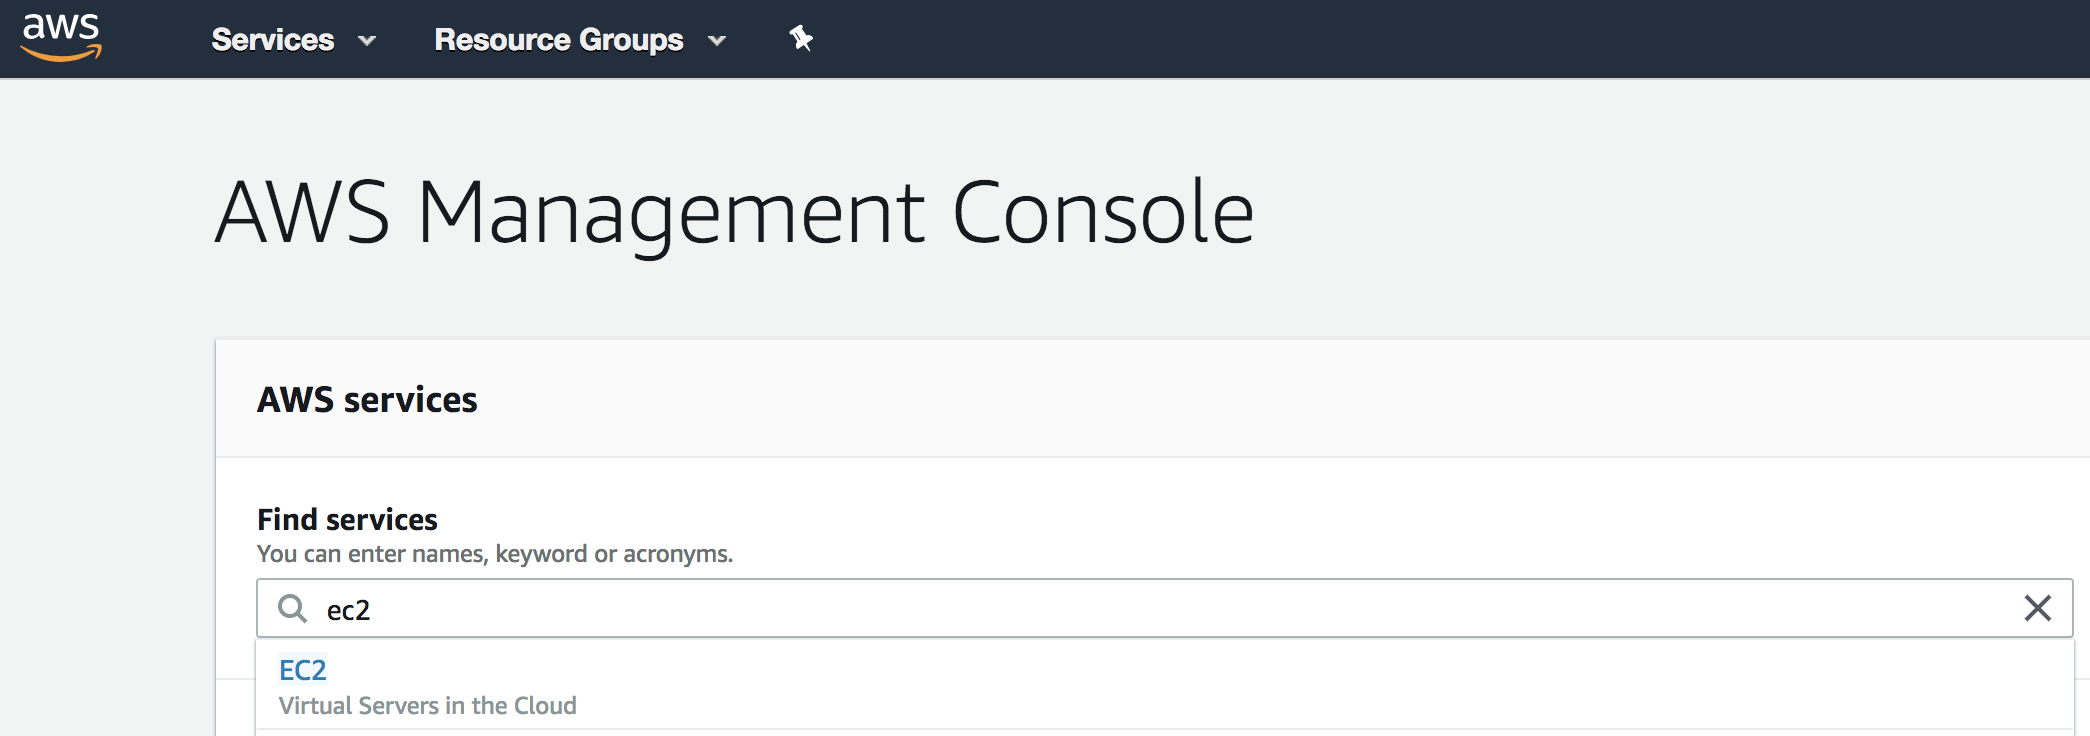 aws
Services Resource Groups
AWS Management Console
AWS services
Find services
You can enter names, keyword or acronyms.
ec2
EC2
Virtual Servers in the Cloud